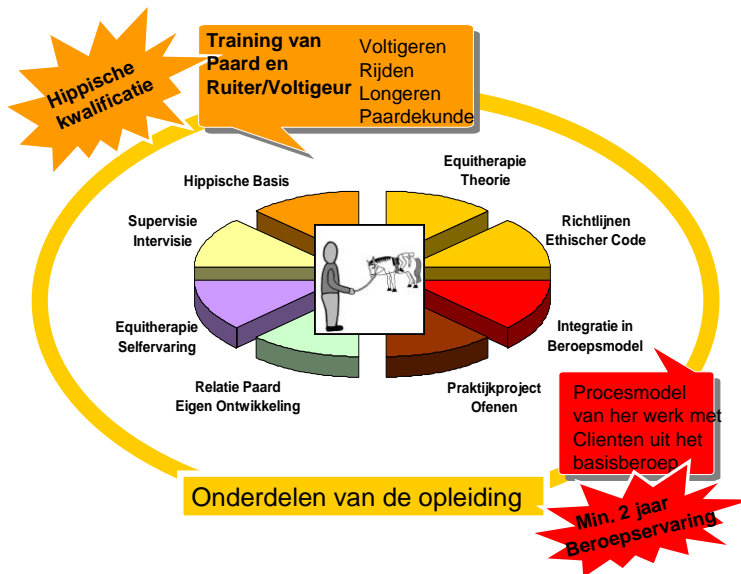 Hippische
kwalificatie
Training van
Paard en
Ruiter/Voltigeur
Voltigeren
Rijden
Longeren
Paardekunde
Hippische Basis
Equitherapie
Theorie
Supervisie
Intervisie
Richtlijnen
Ethischer Code
Equitherapie
Selfervaring
Integratie in
Beroepsmodel
Relatie Paard
Eigen Ontwikkeling
Praktijkproject
Ofenen
Procesmodel
van her werk met
Clienten uit het
basisberoep
Onderdelen van de opleiding
Min. 2 jaar
Beroepservaring